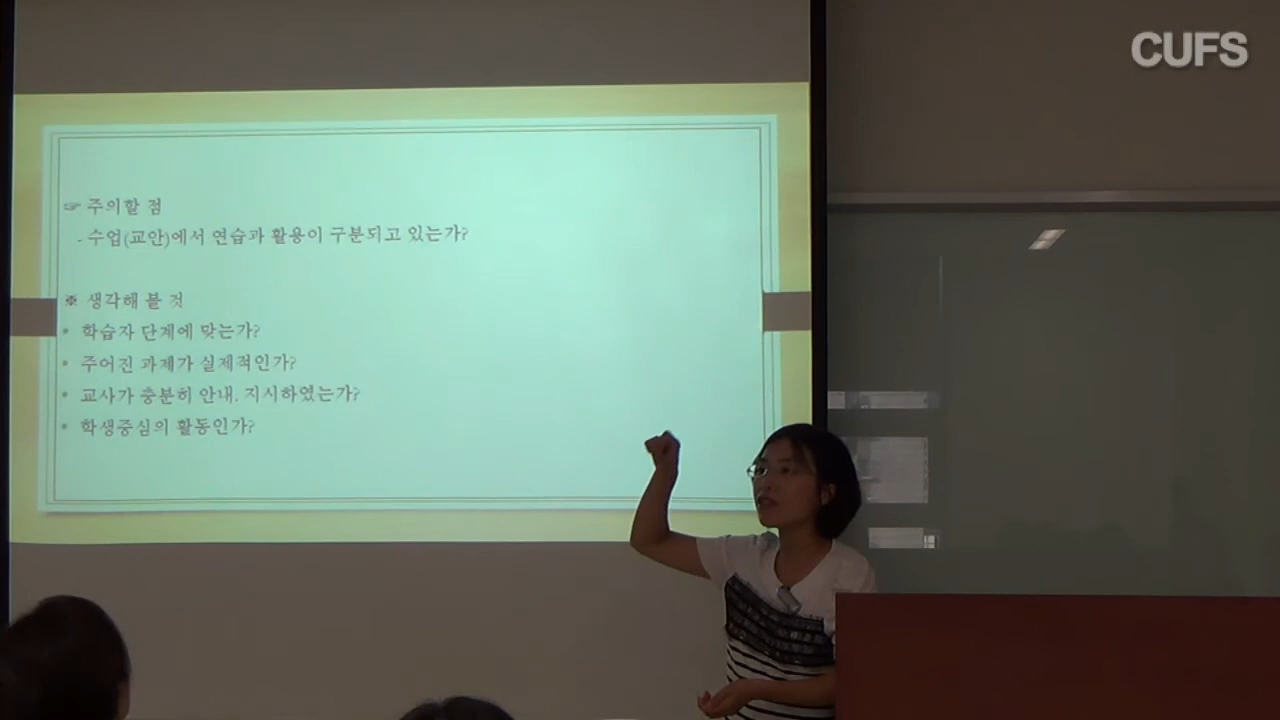 CUFS
☞ 주의할 점
- 수업(교안)에서 연습과 활용이 구분되고 있는가?
※ 생각해 볼 것
• 학습자 단계에 맞는가?
• 주어진 과제가 실제적인가?
• 교사가 충분히 안내, 지시하였는가?
• 학생중심의 활동인가?